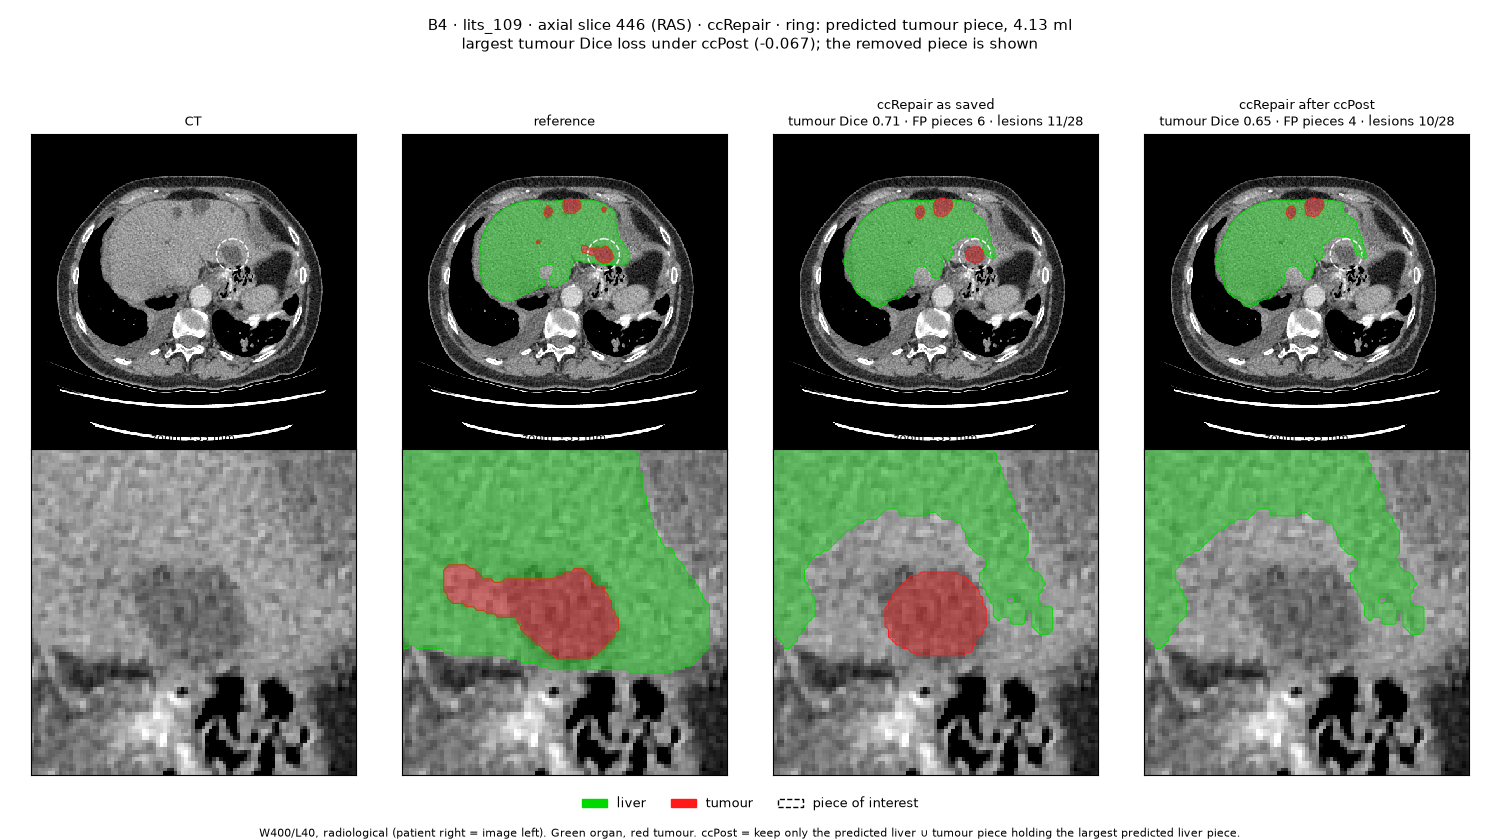 B4 · lits_109 · axial slice 446 (RAS) · ccRepair · ring: predicted tumour piece, 4.13 ml
largest tumour Dice loss under ccPost (-0.067); the removed piece is shown
CT
reference
ccRepair as saved
tumour Dice 0.71 · FP pieces 6 · lesions 11/28
ccRepair after ccPost
tumour Dice 0.65 · FP pieces 4 · lesions 10/28
liver
tumour
piece of interest
W400/L40, radiological (patient right = image left). Green organ, red tumour. ccPost = keep only the predicted liver ∪ tumour piece holding the largest predicted liver piece.